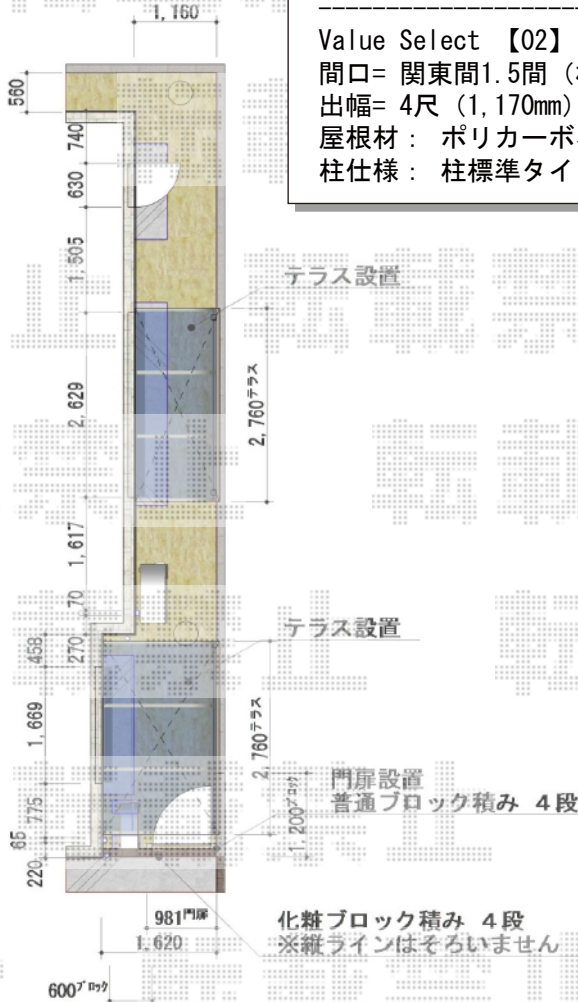 Value Select 【02】
間口= 関東間1.5間
出幅= 4尺 (1,170mm)
屋根材: ポリカーボ
柱仕様: 柱標準タイ
1,160
560
740
630
1,505
テラス設置
2,629
2,760テラス
1,617
70
270
テラス設置
458
1,669
2,760テラス
門扉設置
普通ブロック積み 4段
775
1,200ブロック
65
220
981門扉
化粧ブロック積み 4段
1,620
※縦ラインはそろいません
600ブロック